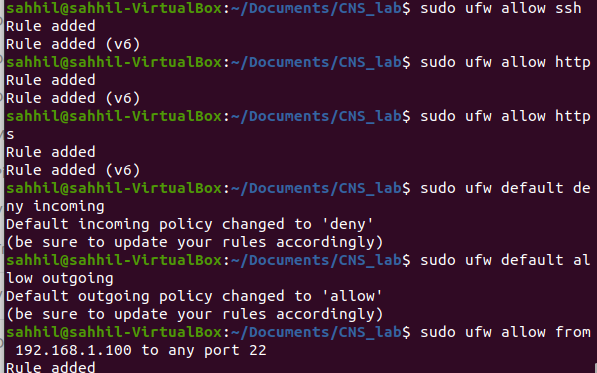 sahhil@sahhil-VirtualBox:~/Documents/CNS_lab$ sudo ufw allow ssh
Rule added
Rule added (v6)
sahhil@sahhil-VirtualBox:~/Documents/CNS_lab$ sudo ufw allow http
Rule added
Rule added (v6)
sahhil@sahhil-VirtualBox:~/Documents/CNS_lab$ sudo ufw allow http
s
Rule added
Rule added (v6)
sahhil@sahhil-VirtualBox:~/Documents/CNS_lab$ sudo ufw default de
ny incoming
Default incoming policy changed to 'deny'
(be sure to update your rules accordingly)
sahhil@sahhil-VirtualBox:~/Documents/CNS_lab$ sudo ufw default al
low outgoing
Default outgoing policy changed to 'allow'
(be sure to update your rules accordingly)
sahhil@sahhil-VirtualBox:~/Documents/CNS_lab$ sudo ufw allow from
 192.168.1.100 to any port 22
Rule added